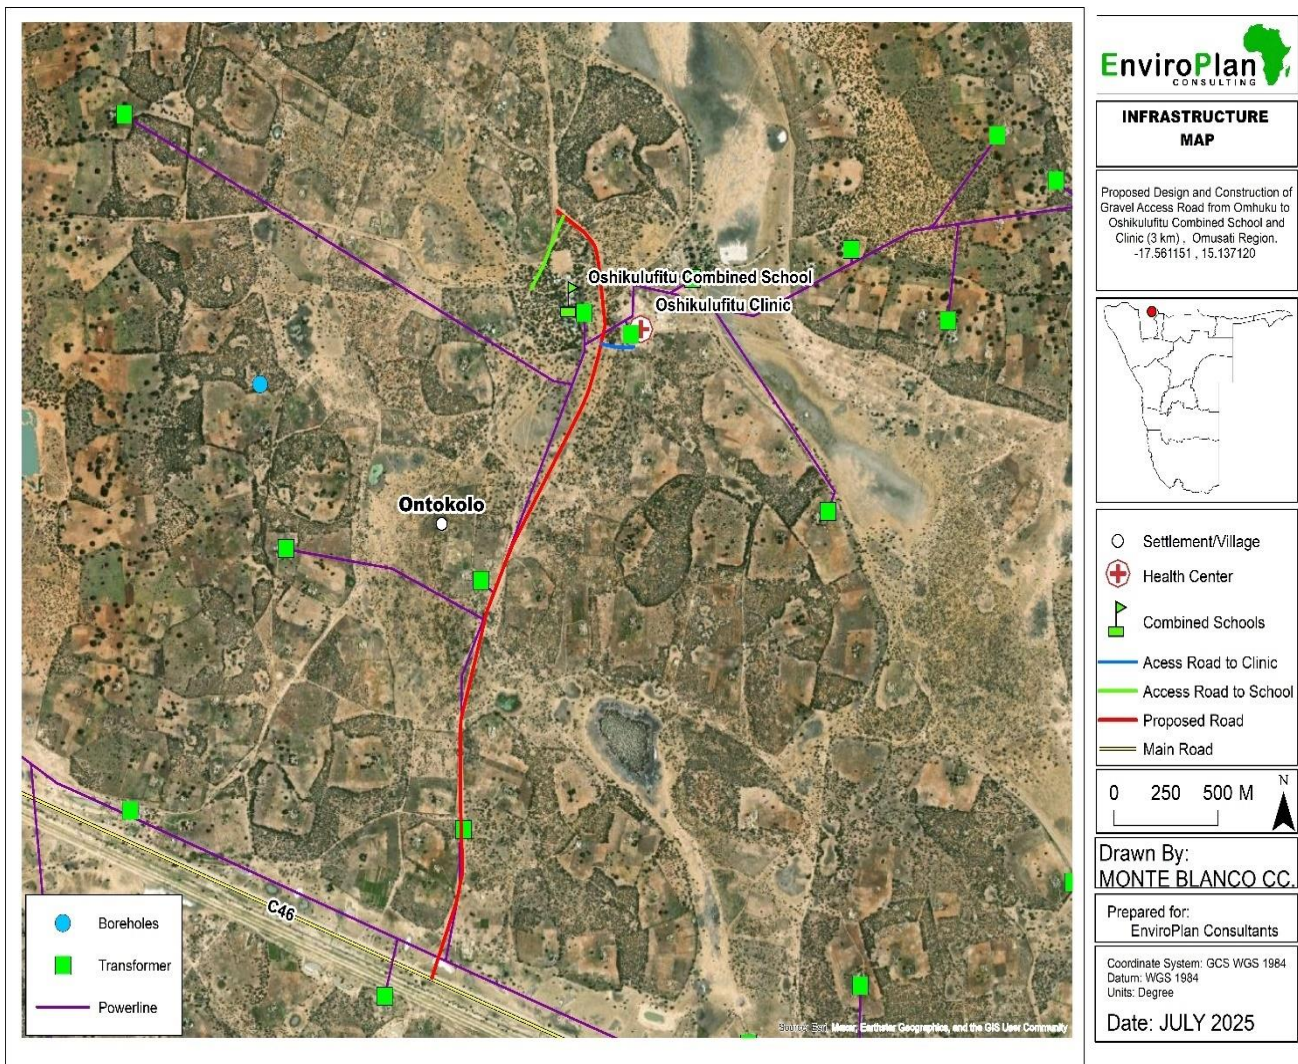 Oshikulufitu Combined School
Oshikulufitu Clinic
Ontokolo
C46
Boreholes
Transformer
Powerline
Source: Esri, Maxar, Earthstar Geographics, and the GIS User Community
EnviroPlan
CONSULTING
INFRASTRUCTURE
MAP
Proposed Design and Construction of
Gravel Access Road from Omhuku to
Oshikulufitu Combined School and
Clinic (3 km) , Omusati Region.
-17.561151 , 15.137120
Settlement/Village
Health Center
Combined Schools
Acess Road to Clinic
Access Road to School
Proposed Road
Main Road
0 250 500 M
N
Drawn By:
MONTE BLANCO CC.
Prepared for:
EnviroPlan Consultants
Coordinate System: GCS WGS 1984
Datum: WGS 1984
Units: Degree
Date: JULY 2025